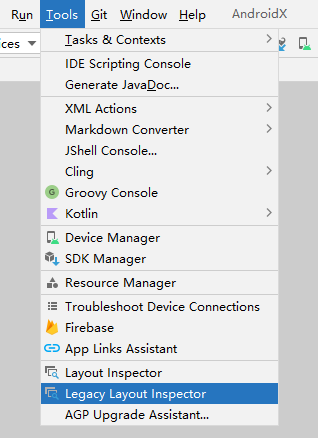 Run Tools Git Window Help AndroidX
ices
Tasks & Contexts
IDE Scripting Console
Generate JavaDoc...
XML Actions
Markdown Converter
JShell Console...
Cling
G Groovy Console
Kotlin
Device Manager
SDK Manager
Resource Manager
Troubleshoot Device Connections
Firebase
App Links Assistant
Layout Inspector
Legacy Layout Inspector
AGP Upgrade Assistant...